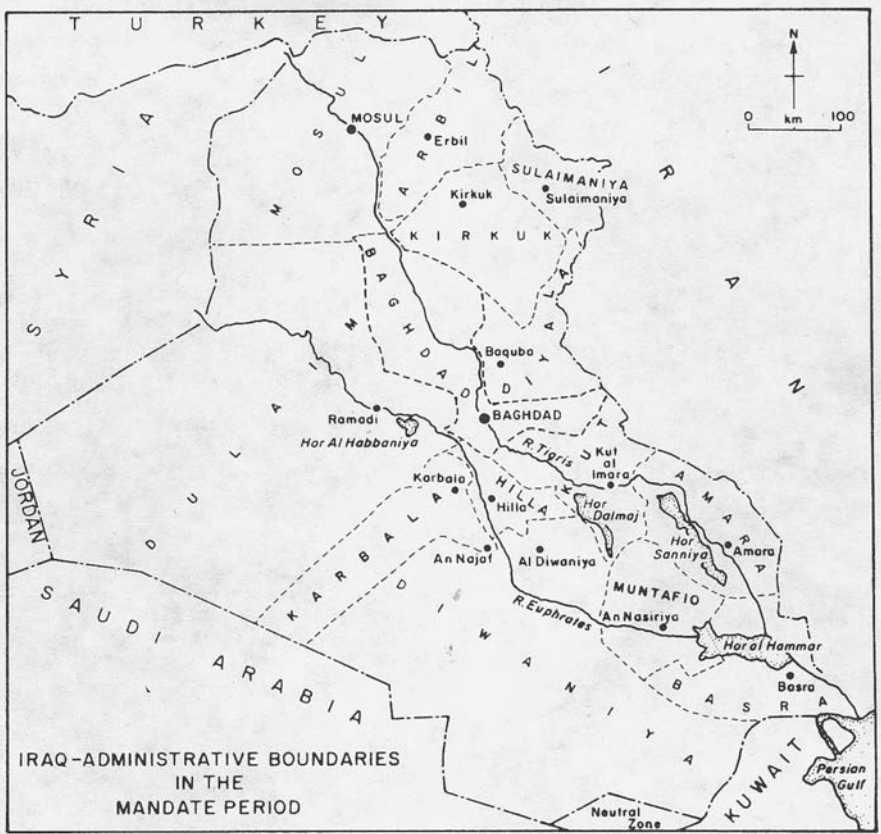 TURKEY
N
0 km 100
SYRIA
IRAN
MOSUL
MOSUL
ARBIL
Erbil
SULAIMANIYA
Sulaimaniya
Kirkuk
KIRKUK
BAGHDAD
DIYALA
Baquba
BAGHDAD
DULAIM
Ramadi
Hor Al Habbaniya
R. Tigris
KUT
Kut
al
Imara
AMARA
JORDAN
Karbala
HILLA
Hilla
Hor
Dalmaj
Hor
Sanniya
Amara
KARBALA
An Najaf
Al Diwaniya
MUNTAFIO
An Nasiriya
R. Euphrates
DIWANIYA
Hor al Hammar
SAUDI ARABIA
BASRA
Basra
KUWAIT
Persian
Gulf
Neutral
Zone
IRAQ-ADMINISTRATIVE BOUNDARIES
IN THE
MANDATE PERIOD